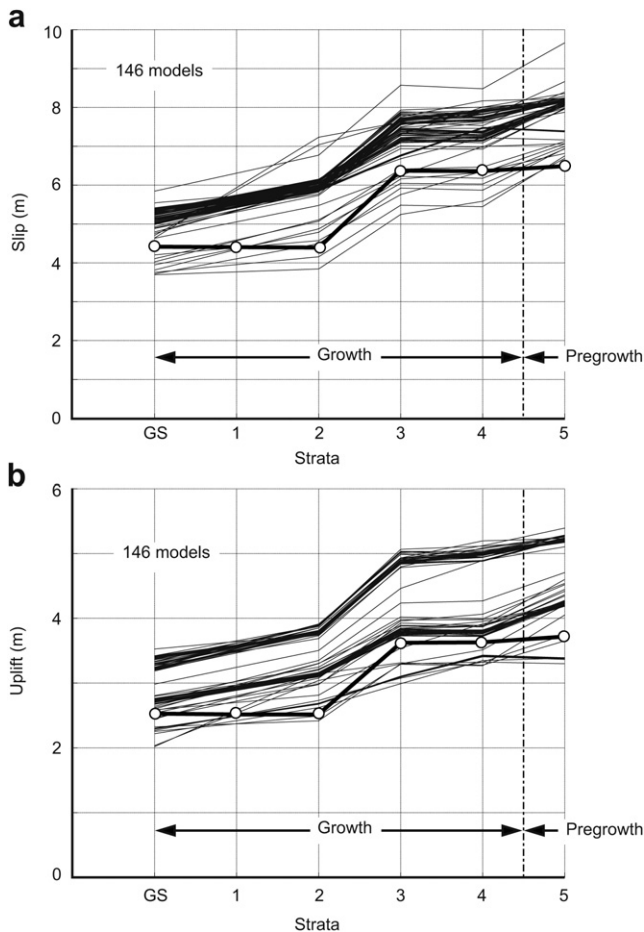 a
10
146 models
8
6
Slip (m)
4
2
Growth
Pregrowth
0
GS 1 2 3 4 5
Strata
b
6
146 models
4
Uplift (m)
2
Growth
Pregrowth
0
GS 1 2 3 4 5
Strata